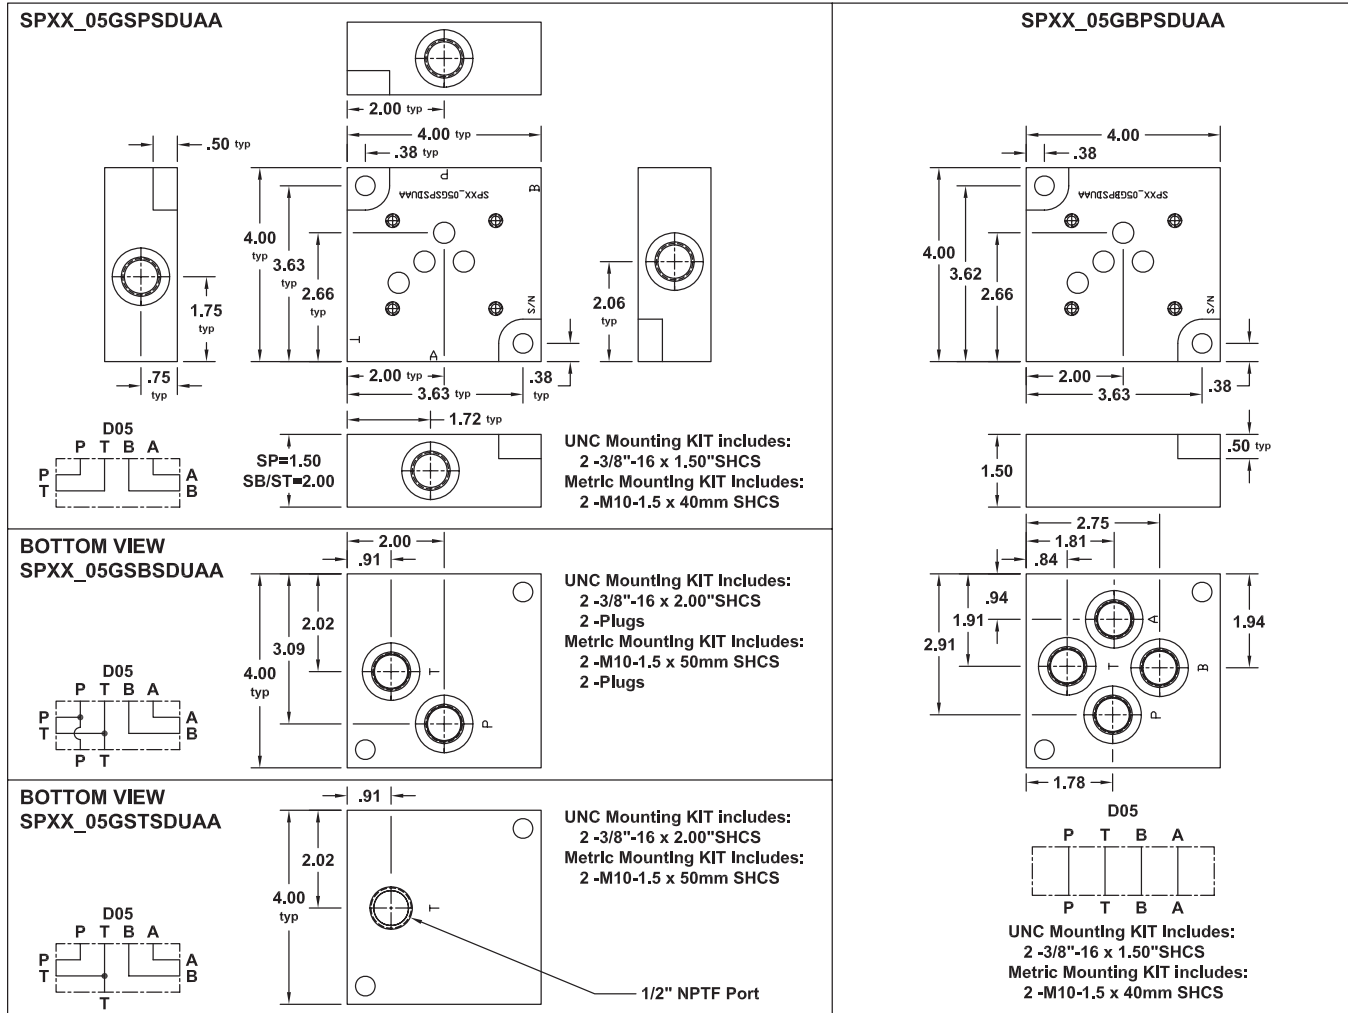 SPXX_05GSPSDUAA
2.00 typ
4.00 typ
.38 typ
.50 typ
P
B
SPXX_05GSPSDUAA
4.00
typ
3.63
typ
2.66
typ
1.75
typ
.75
typ
2.06
typ
S/N
T
A
2.00 typ
.38
typ
3.63 typ
1.72 typ
D05
P T B A
P
T
A
B
SP=1.50
SB/ST=2.00
UNC Mounting KIT includes:
2 -3/8"-16 x 1.50"SHCS
Metric Mounting KIT Includes:
2 -M10-1.5 x 40mm SHCS
BOTTOM VIEW
SPXX_05GSBSDUAA
2.00
.91
2.02
3.09
4.00
typ
T
P
D05
P T B A
P
T
A
B
P T
UNC Mounting KIT Includes:
2 -3/8"-16 x 2.00"SHCS
2 -Plugs
Metric Mounting KIT Includes:
2 -M10-1.5 x 50mm SHCS
2 -Plugs
BOTTOM VIEW
SPXX_05GSTSDUAA
.91
2.02
4.00
typ
T
D05
P T B A
P
T
A
B
T
UNC Mounting KIT includes:
2 -3/8"-16 x 2.00"SHCS
Metric Mounting KIT Includes:
2 -M10-1.5 x 50mm SHCS
1/2" NPTF Port
SPXX_05GBPSDUAA
4.00
.38
SPXX_05GBPSDUAA
4.00
3.62
2.66
S/N
2.00
3.63
.38
.50 typ
1.50
2.75
1.81
.84
.94
1.91
2.91
1.94
A
T
B
P
1.78
D05
P T B A
P T B A
UNC Mounting KIT Includes:
2 -3/8"-16 x 1.50"SHCS
Metric Mounting KIT includes:
2 -M10-1.5 x 40mm SHCS